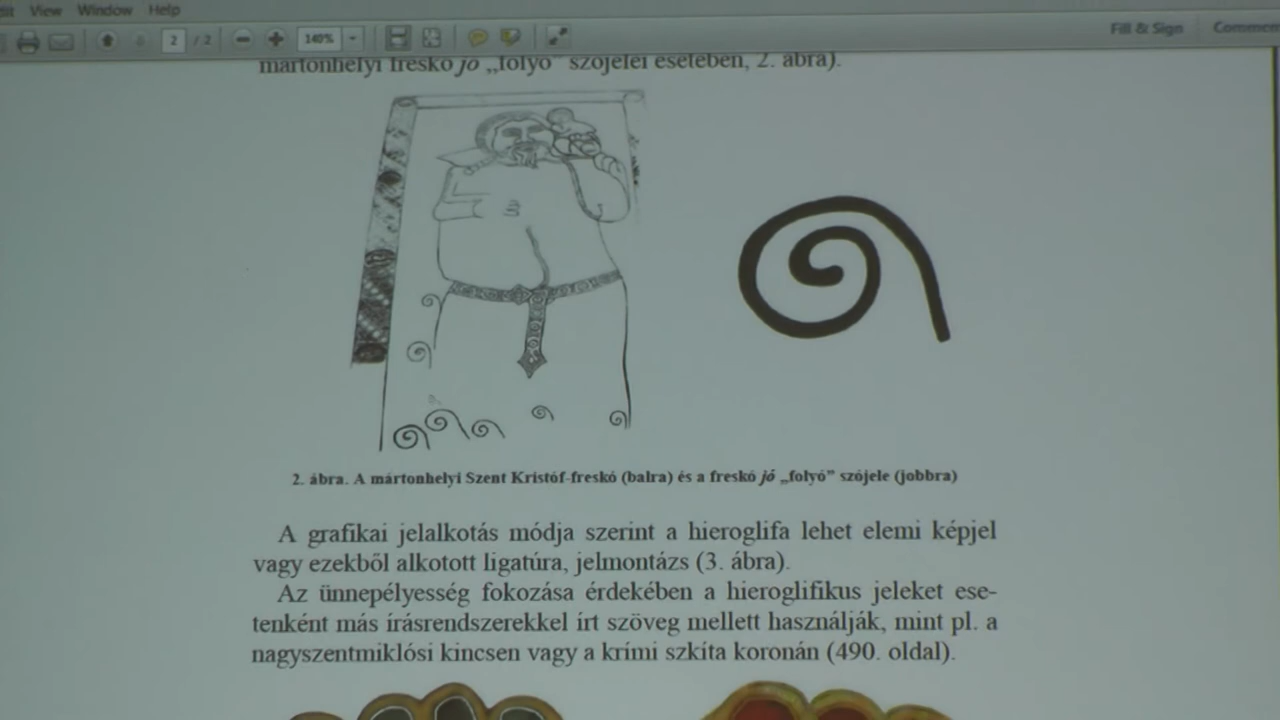 View Window Help
2 / 2 140% Fill & Sign
mártonhelyi freskó jó „folyó” szójelei esetében, 2. ábra).
2. ábra. A mártonhelyi Szent Kristóf-freskó (balra) és a freskó jó „folyó” szójele (jobbra)
A grafikai jelalkotás módja szerint a hieroglifa lehet elemi képjel
vagy ezekből alkotott ligatúra, jelmontázs (3. ábra).
Az ünnepélyesség fokozása érdekében a hieroglifikus jeleket ese-
tenként más írásrendszerekkel írt szöveg mellett használják, mint pl. a
nagyszentmiklósi kincsen vagy a krími szkíta koronán (490. oldal).